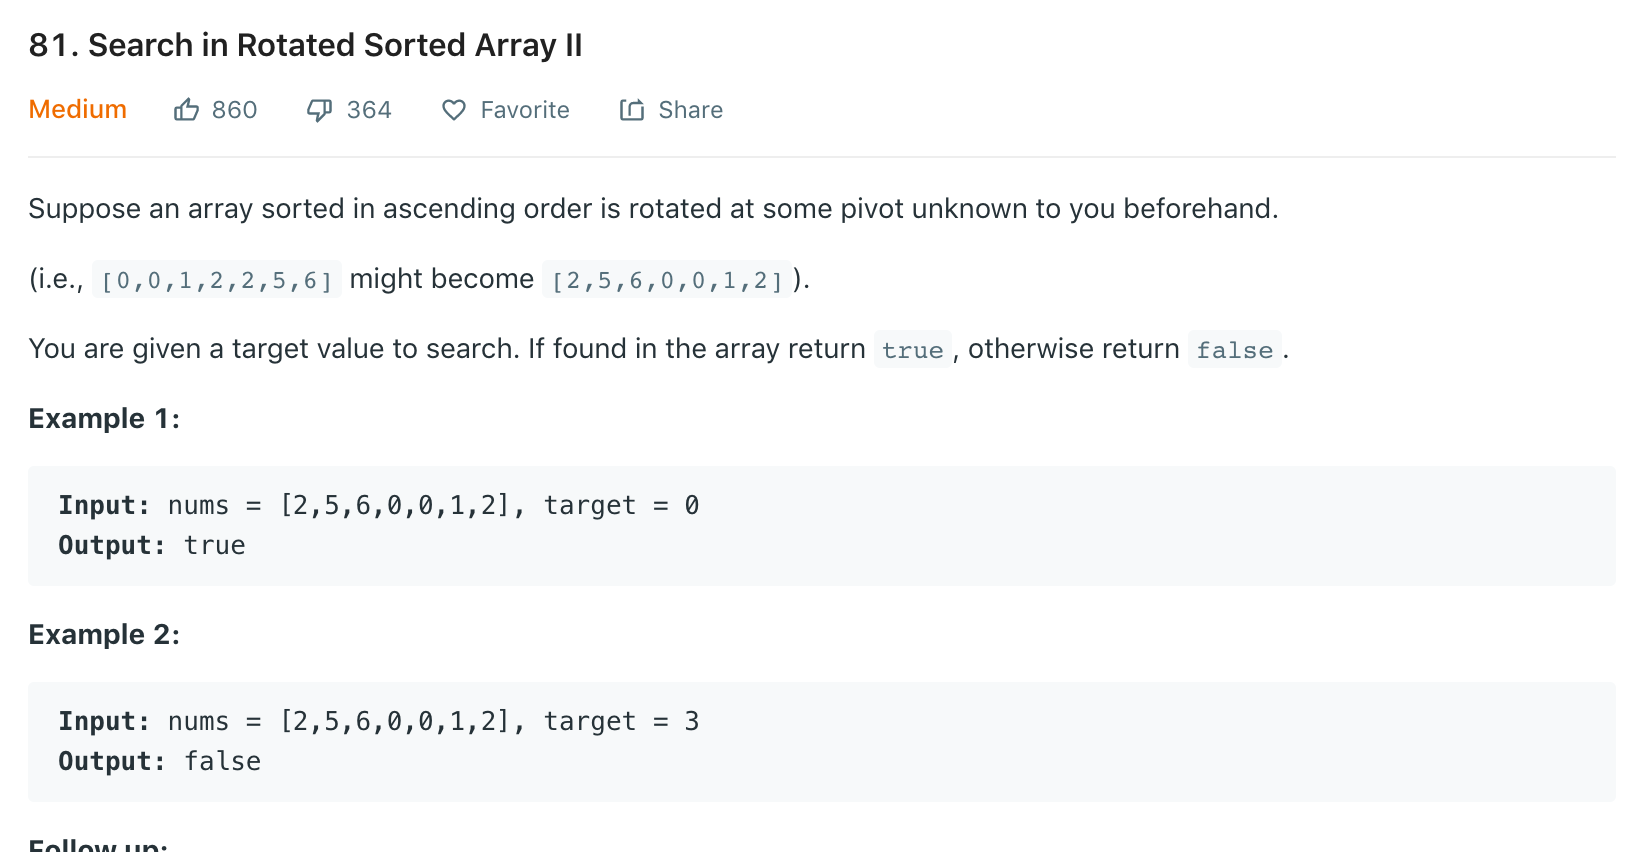 81. Search in Rotated Sorted Array II
Medium 860 364 Favorite Share
Suppose an array sorted in ascending order is rotated at some pivot unknown to you beforehand.
(i.e., [0,0,1,2,2,5,6] might become [2,5,6,0,0,1,2]).
You are given a target value to search. If found in the array return true, otherwise return false.
Example 1:
Input: nums = [2,5,6,0,0,1,2], target = 0
Output: true
Example 2:
Input: nums = [2,5,6,0,0,1,2], target = 3
Output: false
Follow up: